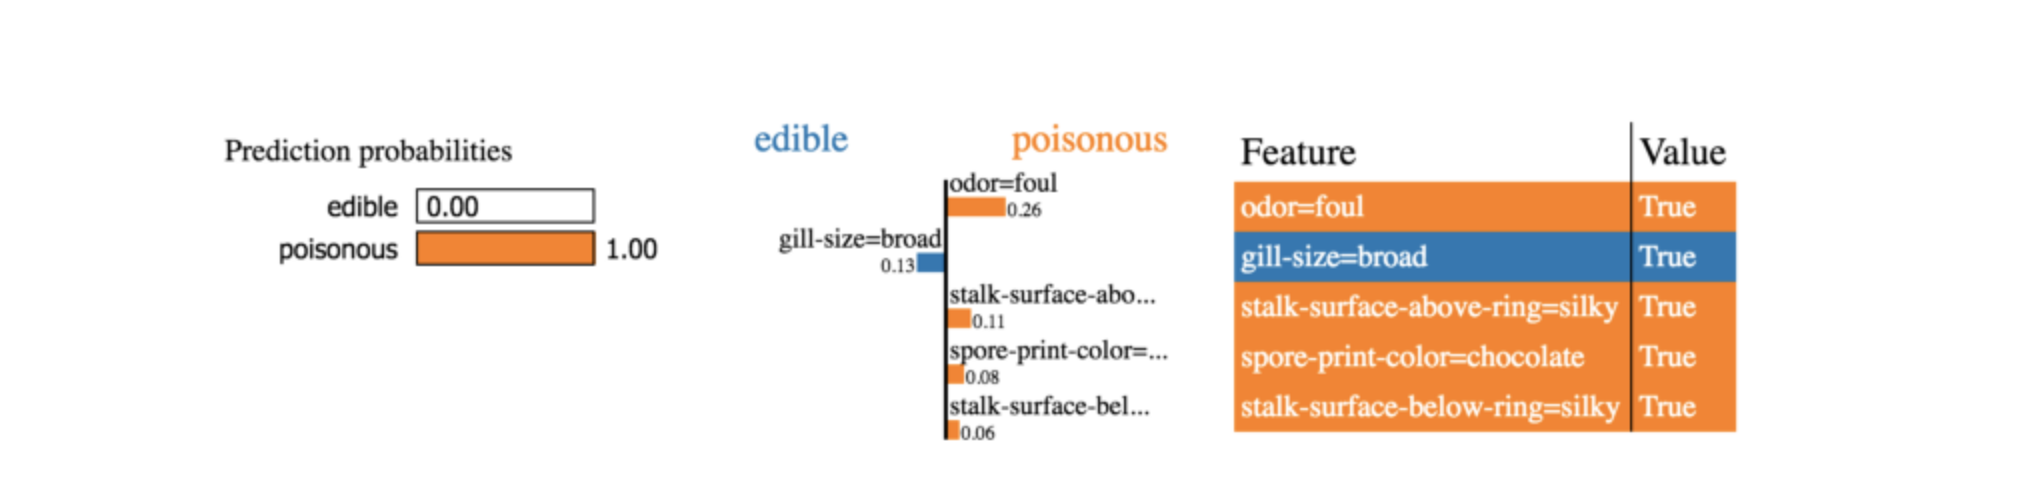 Prediction probabilities
edible 0.00
poisonous 1.00
edible poisonous
odor=foul
0.26
gill-size=broad
0.13
stalk-surface-abo...
0.11
spore-print-color=...
0.08
stalk-surface-bel...
0.06
Feature Value
odor=foul True
gill-size=broad True
stalk-surface-above-ring=silky True
spore-print-color=chocolate True
stalk-surface-below-ring=silky True